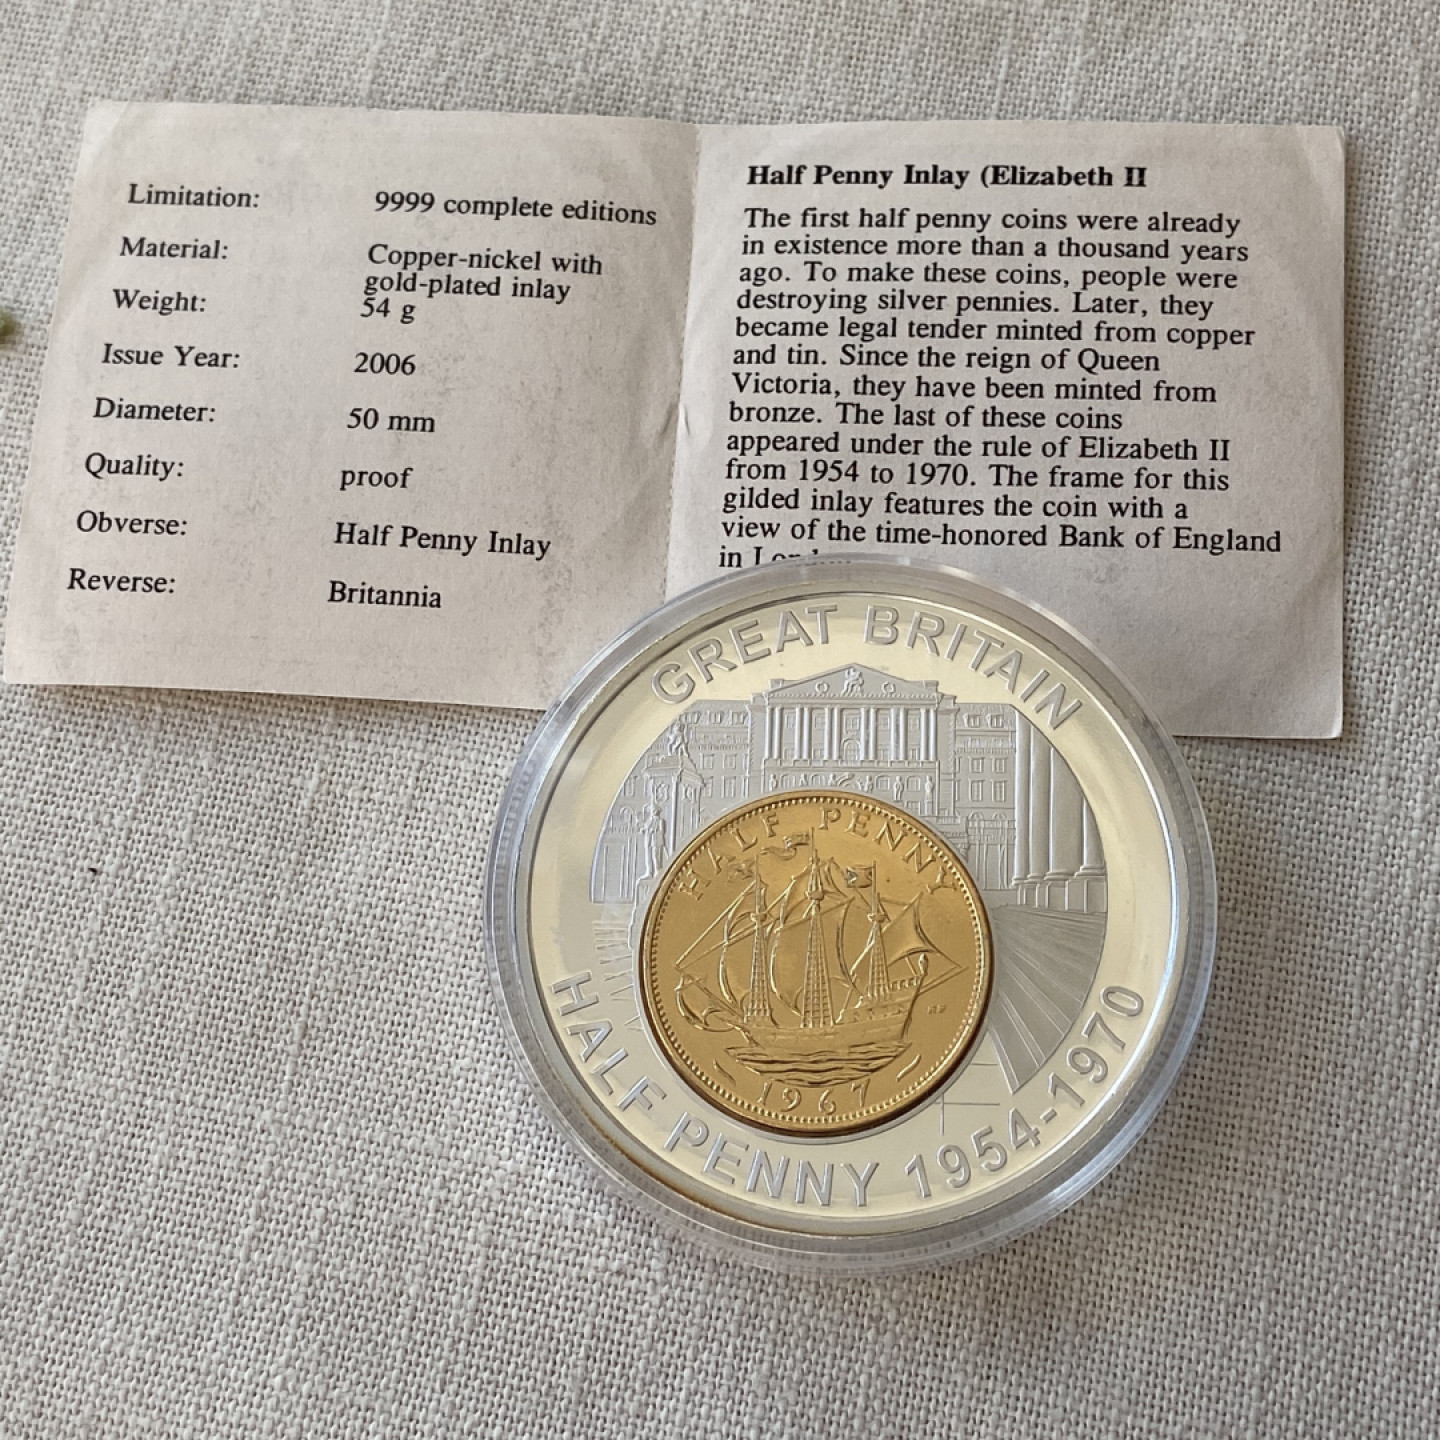 Limitation: 9999 complete editions
Material: Copper-nickel with
gold-plated inlay
Weight: 54 g
Issue Year: 2006
Diameter: 50 mm
Quality: proof
Obverse: Half Penny Inlay
Reverse: Britannia
Half Penny Inlay (Elizabeth II
The first half penny coins were already
in existence more than a thousand years
ago. To make these coins, people were
destroying silver pennies. Later, they
became legal tender minted from copper
and tin. Since the reign of Queen
Victoria, they have been minted from
bronze. The last of these coins
appeared under the rule of Elizabeth II
from 1954 to 1970. The frame for this
gilded inlay features the coin with a
view of the time-honored Bank of England
in
GREAT BRITAIN
HALF PENNY
1967
HALF PENNY 1954-1970